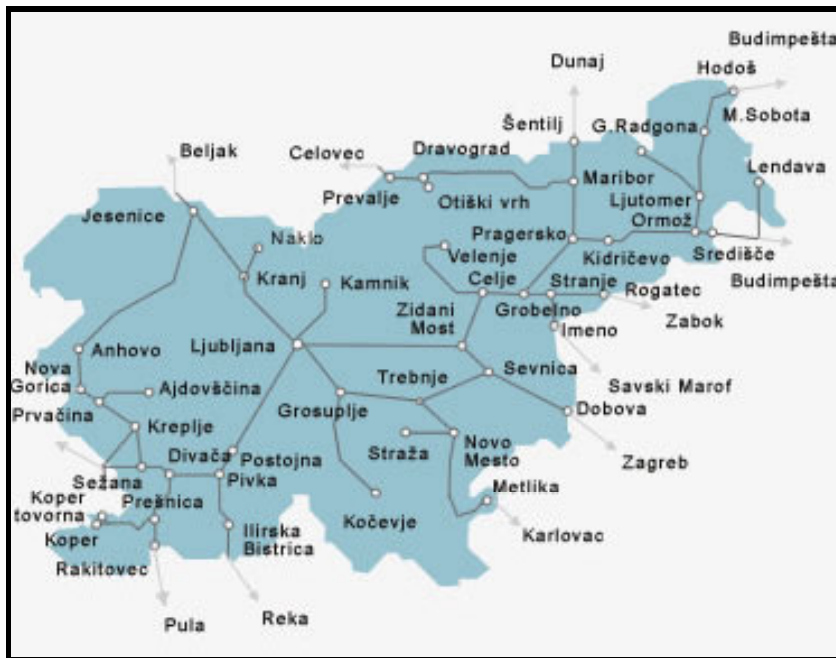 Budimpešta
Dunaj
Hodoš
Šentilj
G.Radgona
M.Sobota
Beljak
Celovec
Dravograd
Lendava
Maribor
Prevalje
Otiški vrh
Ljutomer
Jesenice
Ormož
Naklo
Pragersko
Velenje
Kidričevo
Središče
Kranj
Kamnik
Celje
Stranje
Rogatec
Budimpešta
Zidani
Most
Grobelno
Imeno
Zabok
Anhovo
Ljubljana
Sevnica
Nova
Gorica
Ajdovščina
Trebnje
Savski Marof
Prvačina
Grosuplje
Dobova
Kreplje
Straža
Novo
Mesto
Divača
Postojna
Zagreb
Sežana
Pivka
Metlika
Prešnica
Koper
tovorna
Koper
Kočevje
Ilirska
Bistrica
Karlovac
Rakitovec
Pula
Reka